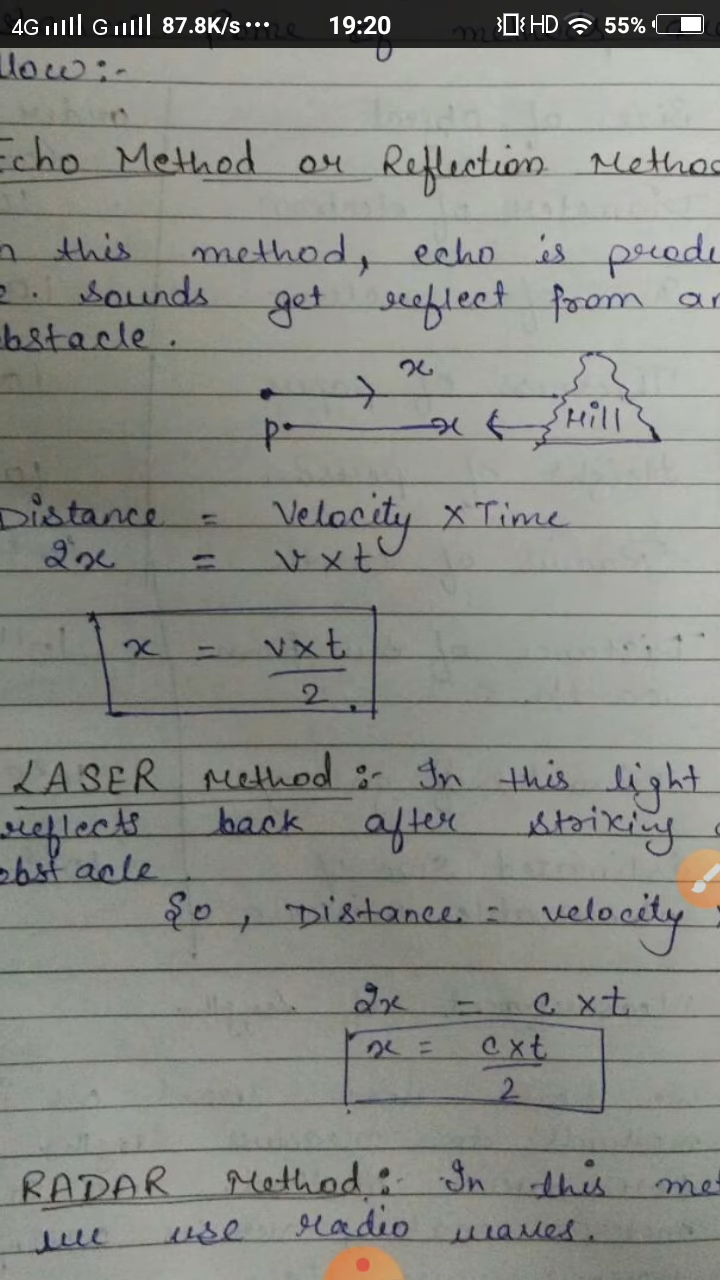 4G G 87.8K/s... 19:20 HD 55%
llow:-
Echo Method or Reflection Method
n this method, echo is produ
e. Sounds get reflect from an
obstacle.
x
P x Hill
Distance = Velocity x Time
2x = v x t
x = v x t
2
LASER Method :- In this light
reflects back after striking
obstacle
So, Distance = velocity x
2x = c x t
x = c x t
2
RADAR Method :- In this met
we use radio waves.